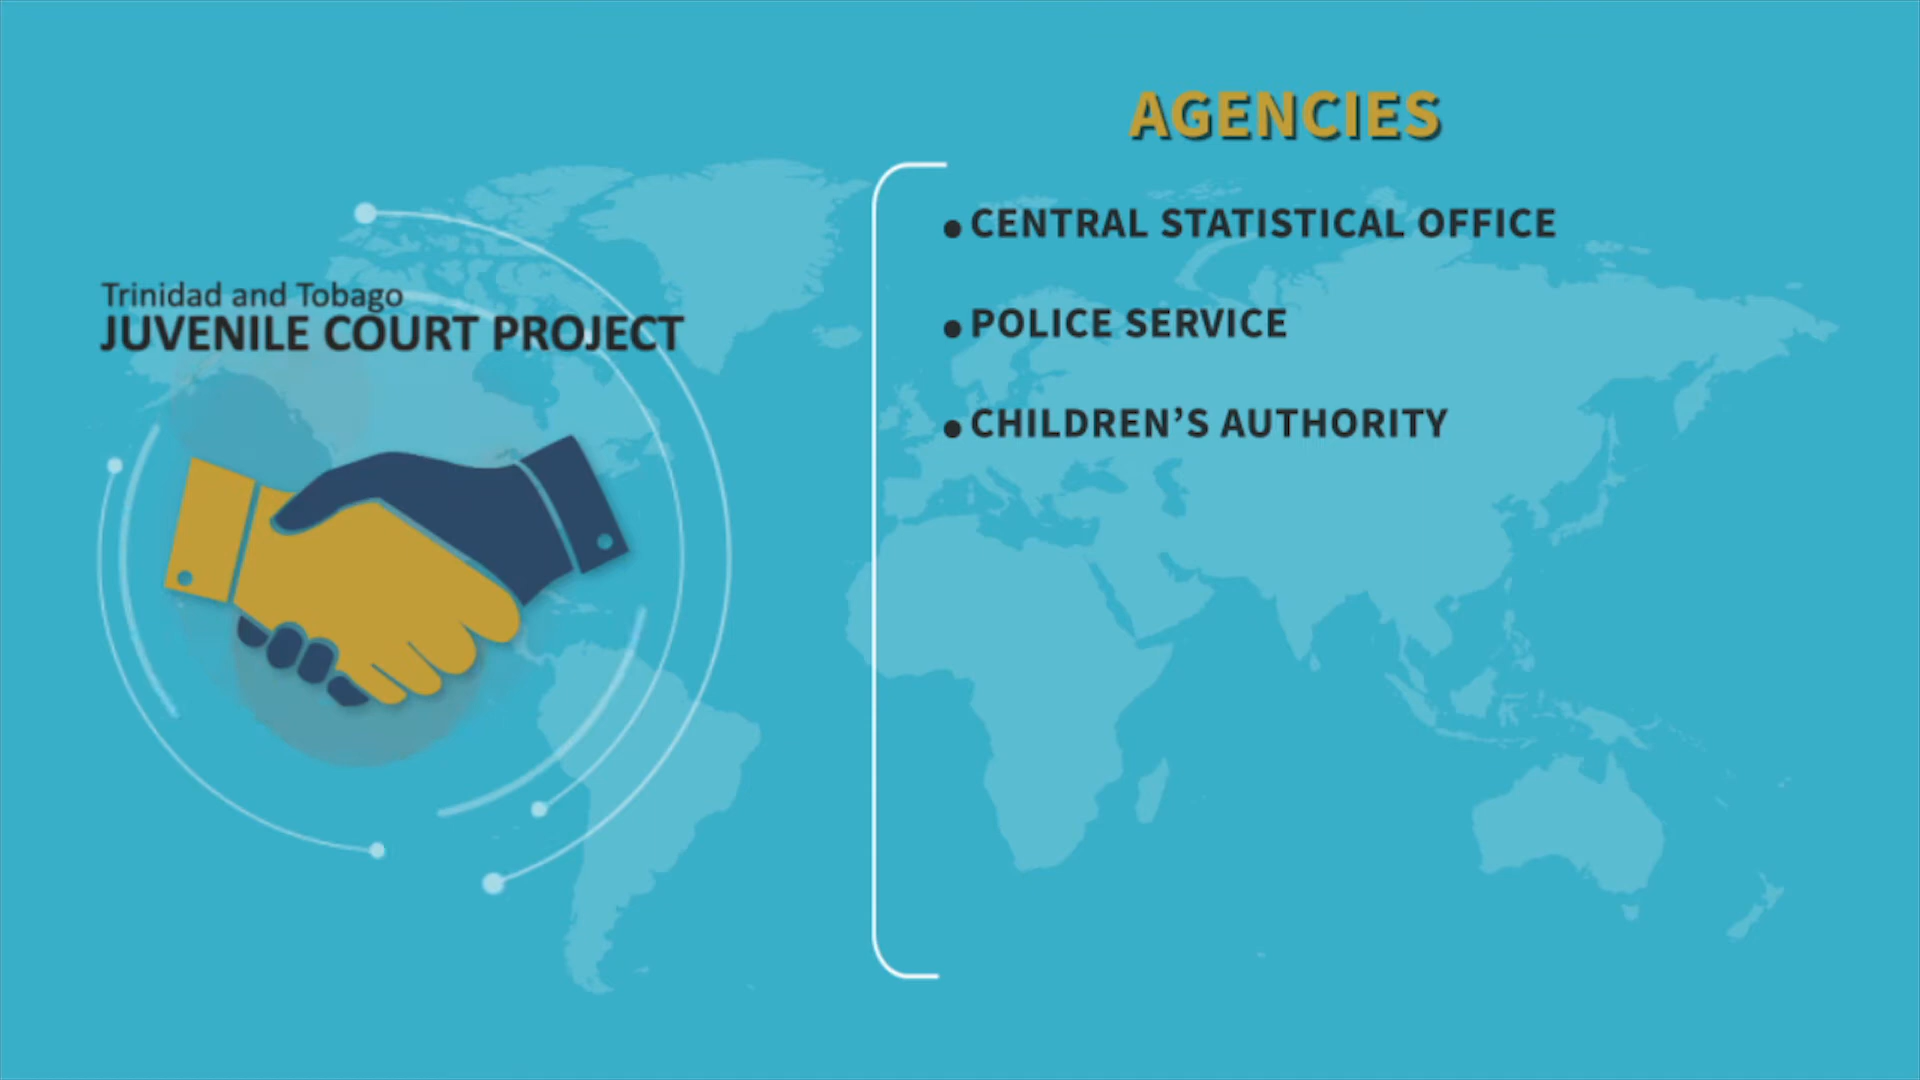 Trinidad and Tobago
JUVENILE COURT PROJECT
AGENCIES
• CENTRAL STATISTICAL OFFICE
• POLICE SERVICE
• CHILDREN’S AUTHORITY